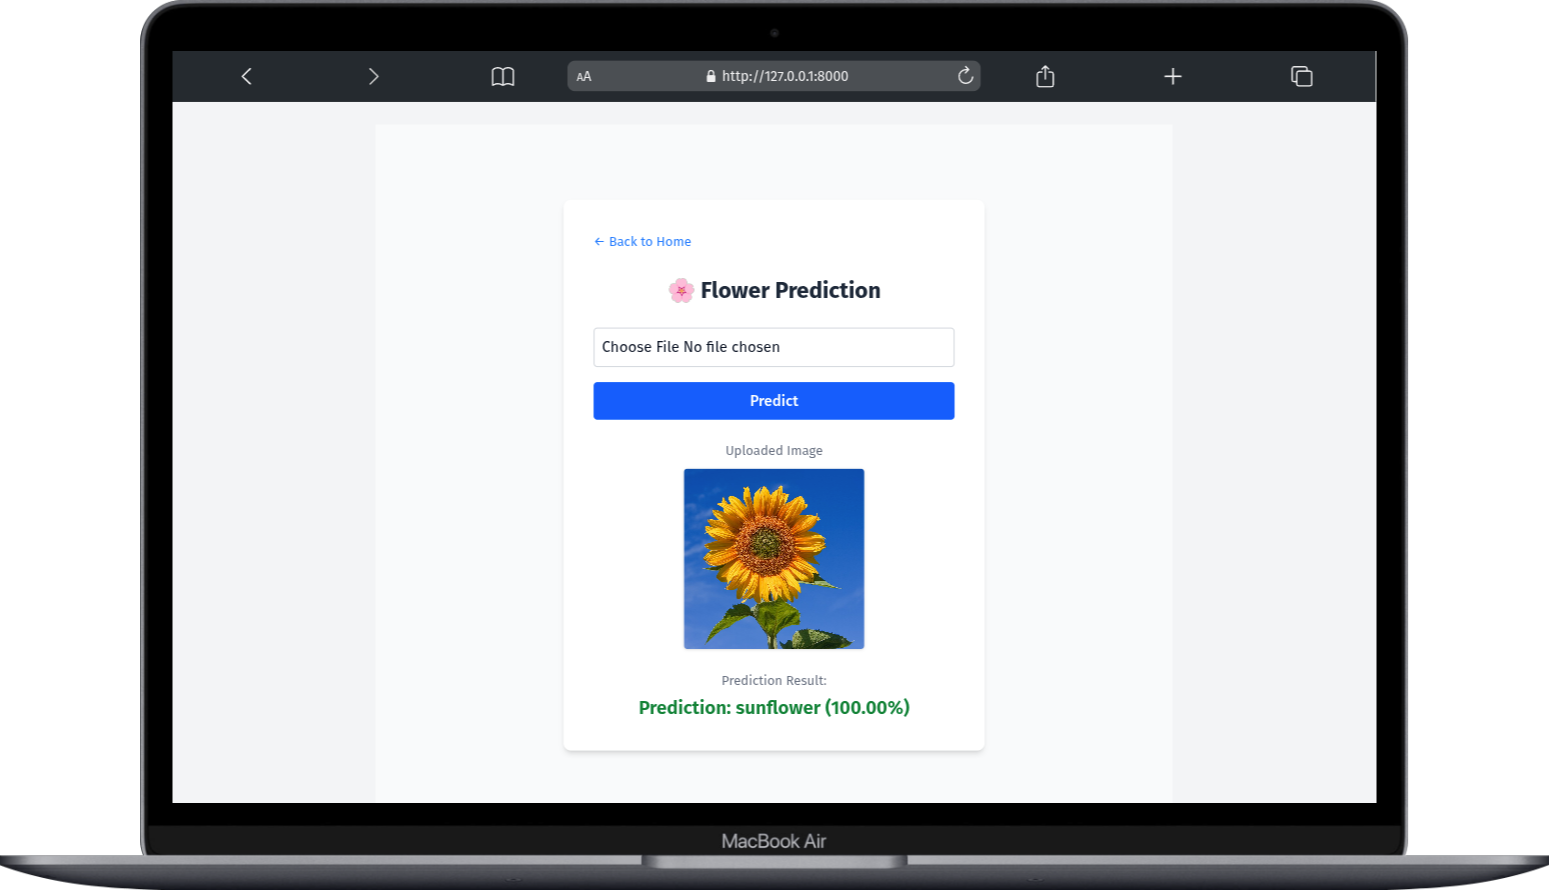 AA http://127.0.0.1:8000
← Back to Home
🌸 Flower Prediction
Choose File No file chosen
Predict
Uploaded Image
Prediction Result:
Prediction: sunflower (100.00%)
MacBook Air